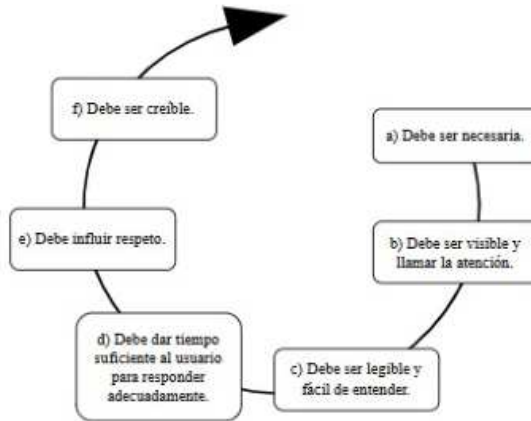 a) Debe ser necesaria.
b) Debe ser visible y
llamar la atención.
c) Debe ser legible y
fácil de entender.
d) Debe dar tiempo
suficiente al usuario
para responder
adecuadamente.
e) Debe influir respeto.
f) Debe ser creíble.